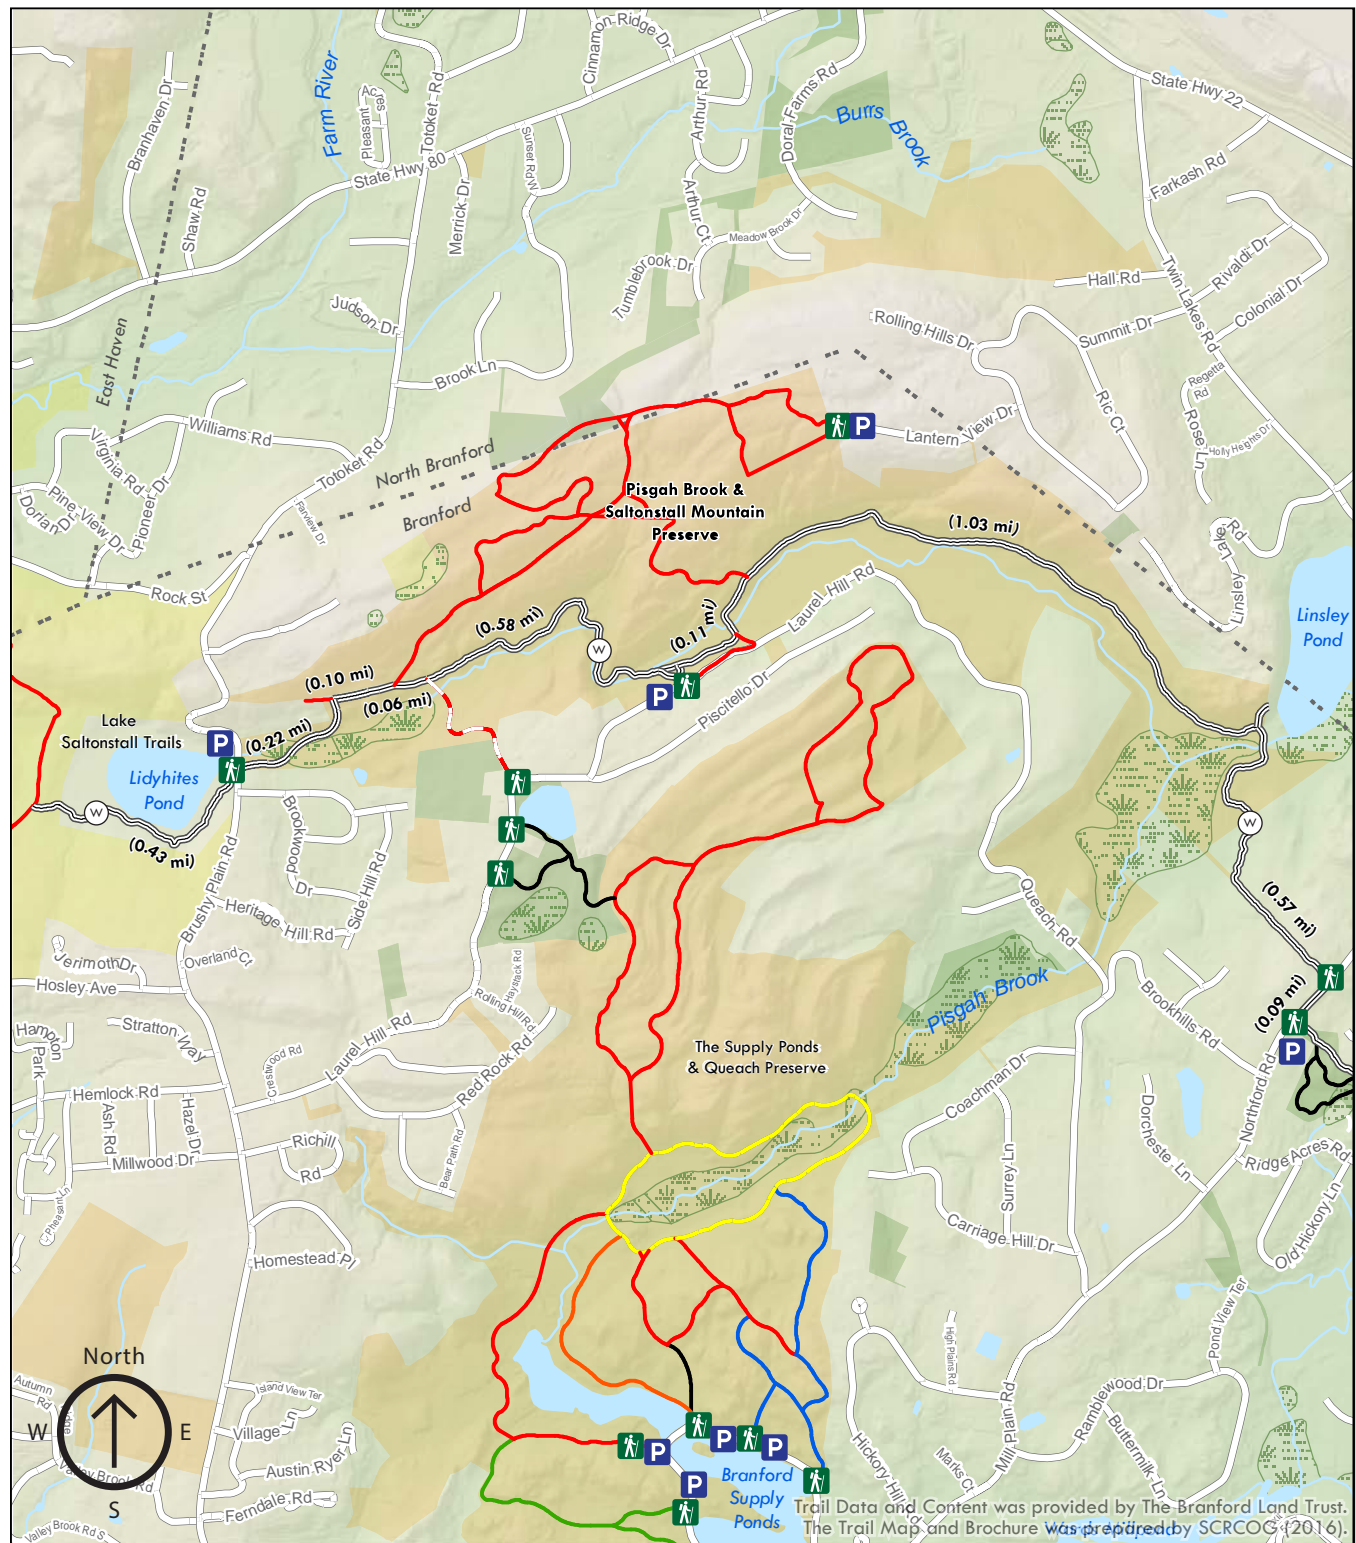 Cinnamon Ridge Dr
Farm River
Pleasant Acres
Totoket Rd
Branhaven Dr
State Hwy 80
Sunset Rd W
Arthur Rd
Doral Farms Rd
Burrs Brook
State Hwy 22
Farkash Rd
Shaw Rd
Merrick Dr
Arthur Ct
Meadow Brook Dr
Tumblebrook Dr
Hall Rd
Twin Lakes Rd
Rivaldi Dr
Colonial Dr
Judson Dr
Rolling Hills Dr
Summit Dr
East Haven
Brook Ln
Regetta Rd
Ric Ct
Rose Ln
Holly Heights Dr
Williams Rd
Virginia Rd
Totoket Rd
North Branford
Branford
P
Lantern View Dr
Dorian Dr
Pine View Dr
Pioneer Dr
Farview Dr
Pisgah Brook &
Saltonstall Mountain
Preserve
(1.03 mi)
Linsley Lake Rd
Rock St
Laurel Hill Rd
Linsley
Pond
(0.58 mi)
(0.11 mi)
W
(0.10 mi)
(0.06 mi)
P
Piscitello Dr
Lake
Saltonstall Trails
P
(0.22 mi)
Lidyhites
Pond
W
(0.43 mi)
W
Brookwood Dr
Side Hill Rd
Brushy Plain Rd
Heritage Hill Rd
(0.57 mi)
Queach Rd
Overland Ct
Jerimoth Dr
Hosley Ave
Haystack Rd
Rolling Hill Rd
Pisgah Brook
Brookhills Rd
(0.09 mi)
P
Hampton Park
Stratton Way
Crestwood Rd
Laurel Hill Rd
Red Rock Rd
The Supply Ponds
& Queach Preserve
Coachman Dr
Northford Rd
Hemlock Rd
Ash Rd
Hazel Dr
Dorcheste Ln
Richill Rd
Millwood Dr
Bear Path Rd
Surrey Ln
Ridge Acres Rd
Pheasant Ln
Old Hickory Ln
Carriage Hill Dr
Homestead Pl
Pond View Ter
High Plains Rd
North
W
E
S
Autumn Rd
Island View Ter
Village Ln
Ramblewood Dr
Mill Plain Rd
Buttermilk Ln
P
P
P
P
Hickory Hill Rd
Marks Ct
Austin Ryer Ln
Valley Brook Rd
Ferndale Rd
Valley Brook Rd S
Branford
Supply
Ponds
Trail Data and Content was provided by The Branford Land Trust.
The Trail Map and Brochure was prepared by SCRCOG (2016).